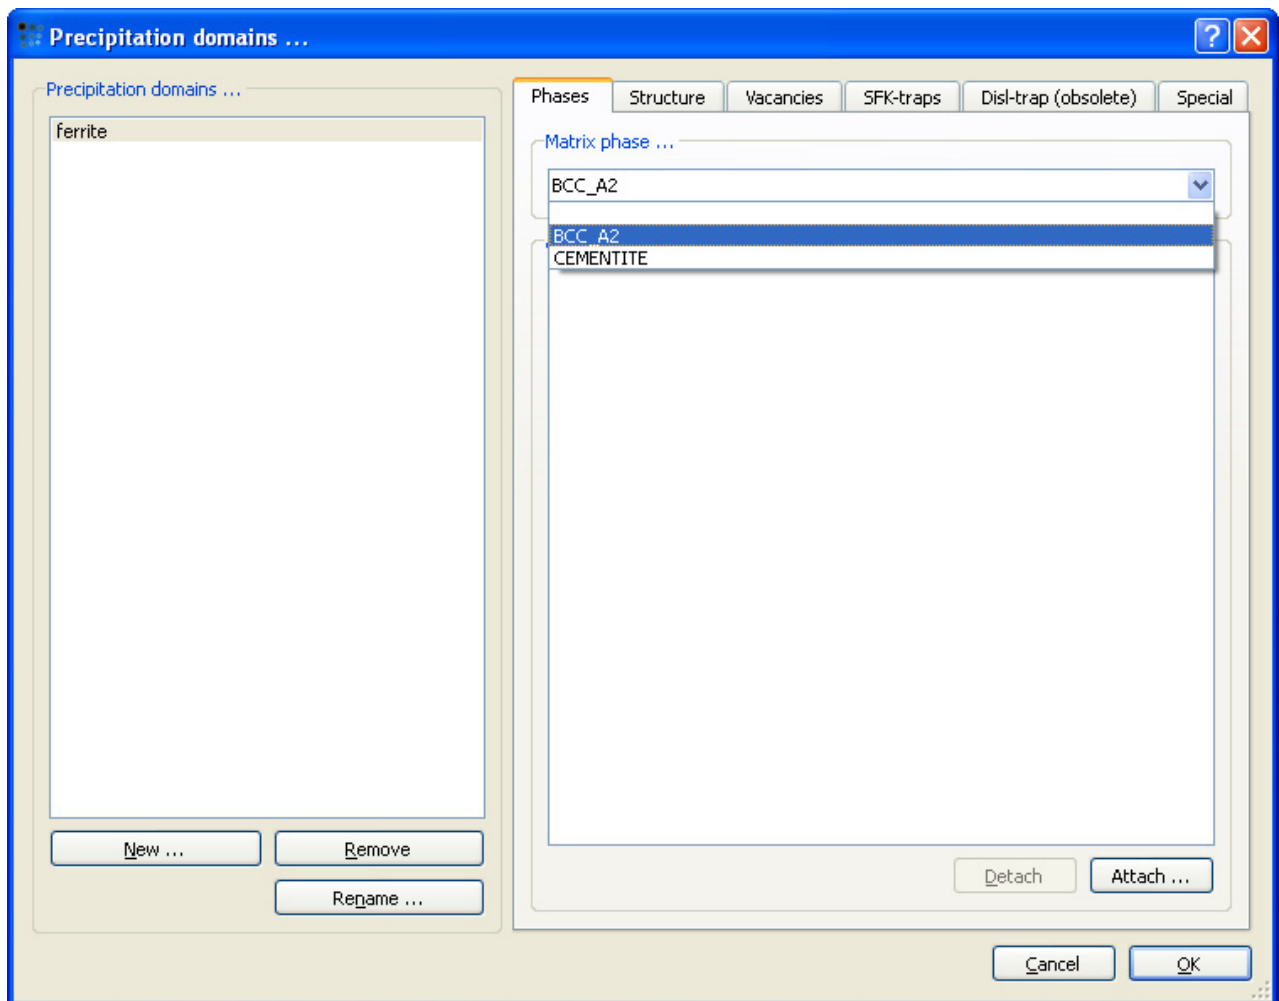 Precipitation domains ...
Precipitation domains ...
ferrite
New ...
Remove
Rename ...
Phases
Structure
Vacancies
SFK-traps
Disl-trap (obsolete)
Special
Matrix phase ...
BCC_A2
BCC_A2
CEMENTITE
Detach
Attach ...
Cancel
OK